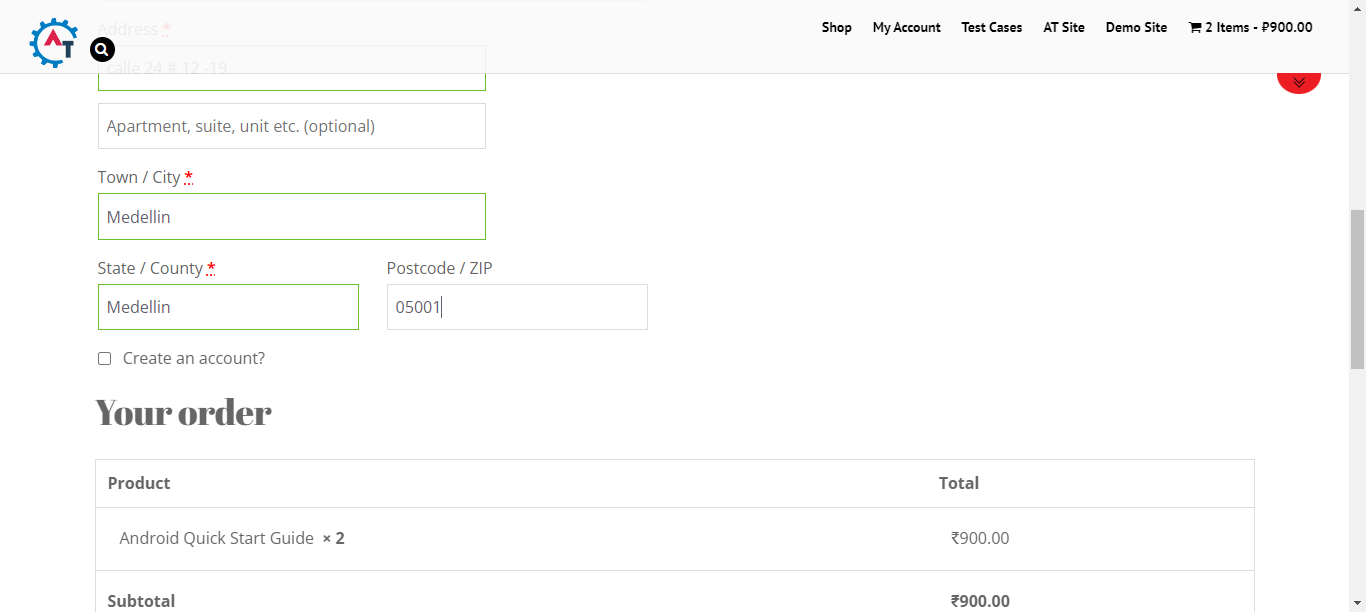 Shop My Account Test Cases AT Site Demo Site 2 Items - ₽900.00
AT
Address *
calle 24 # 12 -19
Apartment, suite, unit etc. (optional)
Town / City *
Medellin
State / County * Postcode / ZIP
Medellin 05001
Create an account?
Your order
Product Total
Android Quick Start Guide × 2 ₹900.00
Subtotal ₹900.00